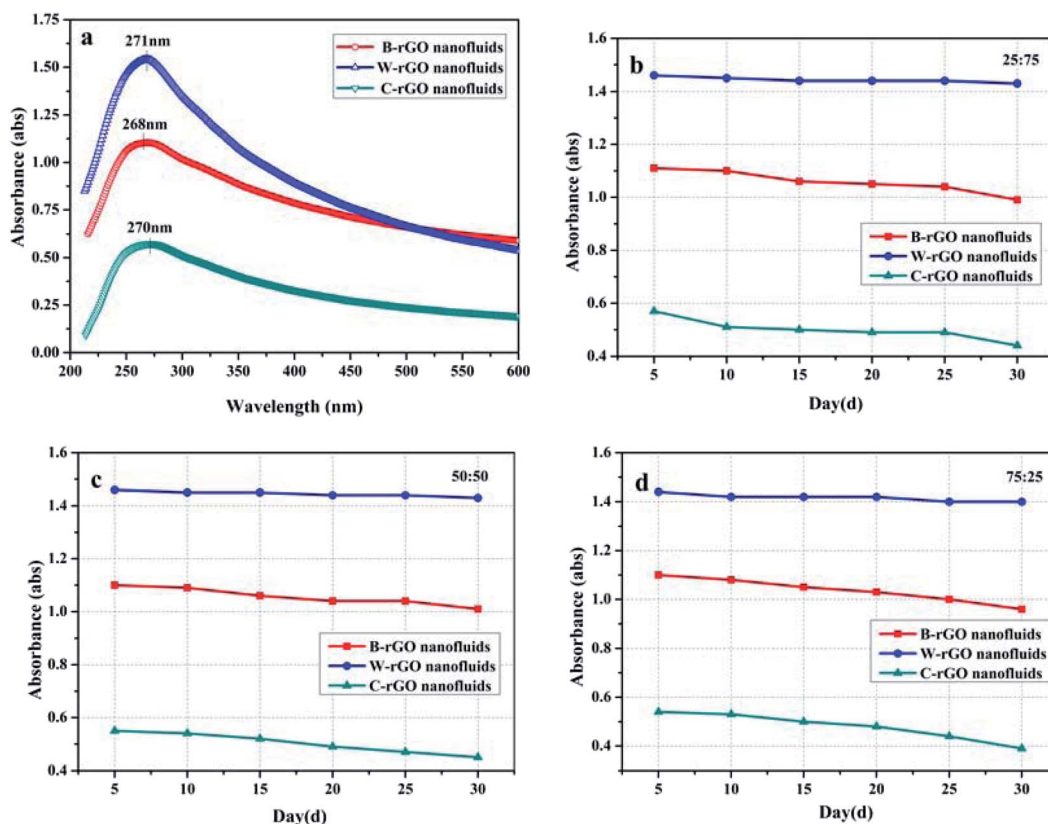 a
271nm
268nm
270nm
B-rGO nanofluids
W-rGO nanofluids
C-rGO nanofluids
Absorbance (abs)
1.75
1.50
1.25
1.00
0.75
0.50
0.25
0.00
200 250 300 350 400 450 500 550 600
Wavelength (nm)
b
25:75
B-rGO nanofluids
W-rGO nanofluids
C-rGO nanofluids
Absorbance (abs)
1.6
1.4
1.2
1.0
0.8
0.6
0.4
5 10 15 20 25 30
Day(d)
c
50:50
B-rGO nanofluids
W-rGO nanofluids
C-rGO nanofluids
Absorbance (abs)
1.6
1.4
1.2
1.0
0.8
0.6
0.4
5 10 15 20 25 30
Day(d)
d
75:25
B-rGO nanofluids
W-rGO nanofluids
C-rGO nanofluids
Absorbance (abs)
1.6
1.4
1.2
1.0
0.8
0.6
0.4
5 10 15 20 25 30
Day(d)